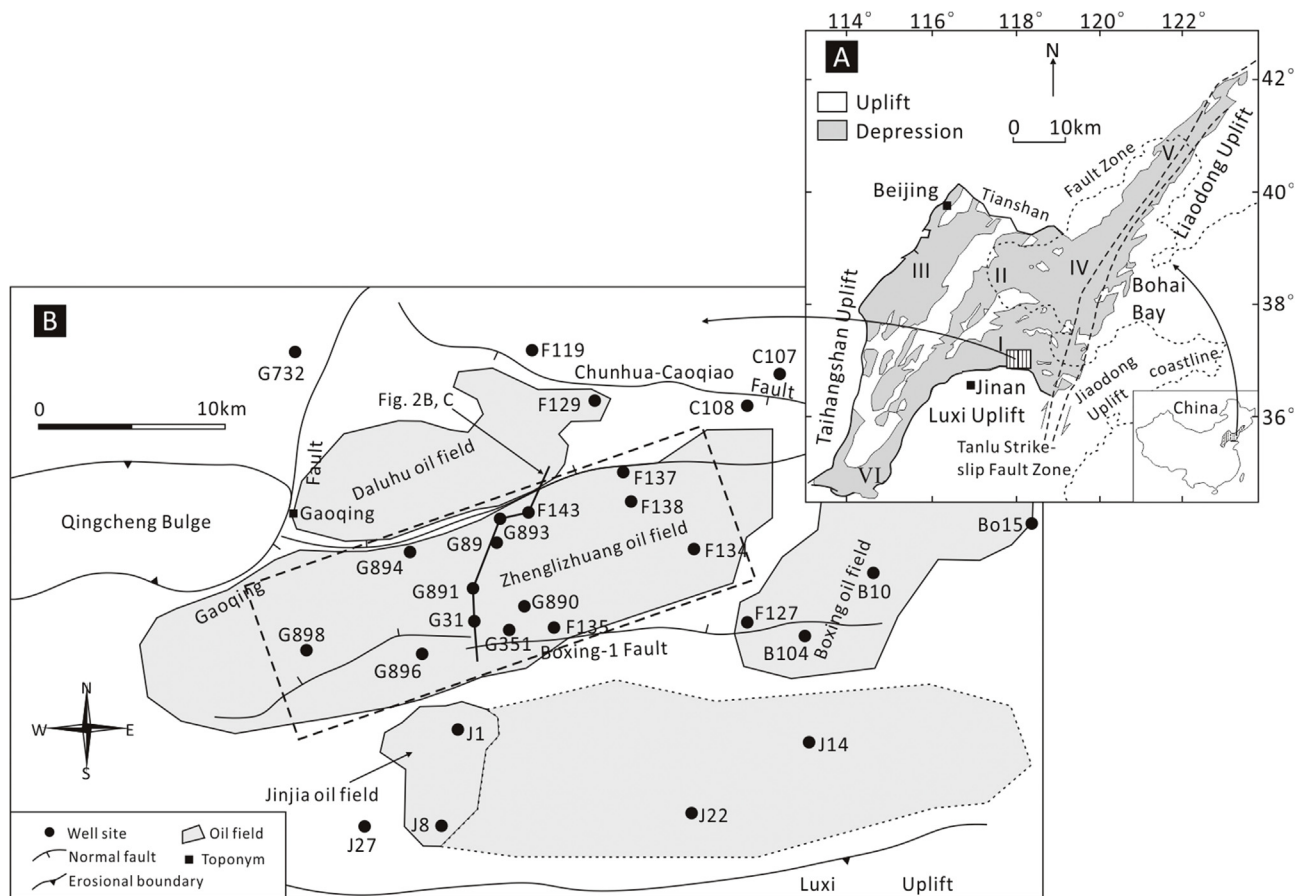 114° 116° 118° 120° 122°
A
N
Uplift
Depression
0 10km
42°
40°
38°
36°
Beijing
Tianshan
Fault Zone
V
Liaodong Uplift
III
II
IV
Bohai
Bay
I
Taihangshan Uplift
Jinan
Luxi Uplift
Jiaodong
Uplift
coastline
Tanlu Strike-
slip Fault Zone
VI
China
B
G732
F119
Chunhua-Caoqiao
Fault
C107
C108
0 10km
Fig. 2B, C
F129
Fault
Daluhu oil field
Qingcheng Bulge
Gaoqing
F137
F138
F143
G893
G89
G894
Zhenglizhuang oil field
F134
Bo15
Gaoqing
G891
G890
G31
G351
F135
F127
B10
Boxing oil field
B104
G898
G896
Boxing-1 Fault
N
W E
S
J1
J14
Jinjia oil field
J8
J27
J22
Well site
Oil field
Normal fault
Toponym
Erosional boundary
Luxi Uplift